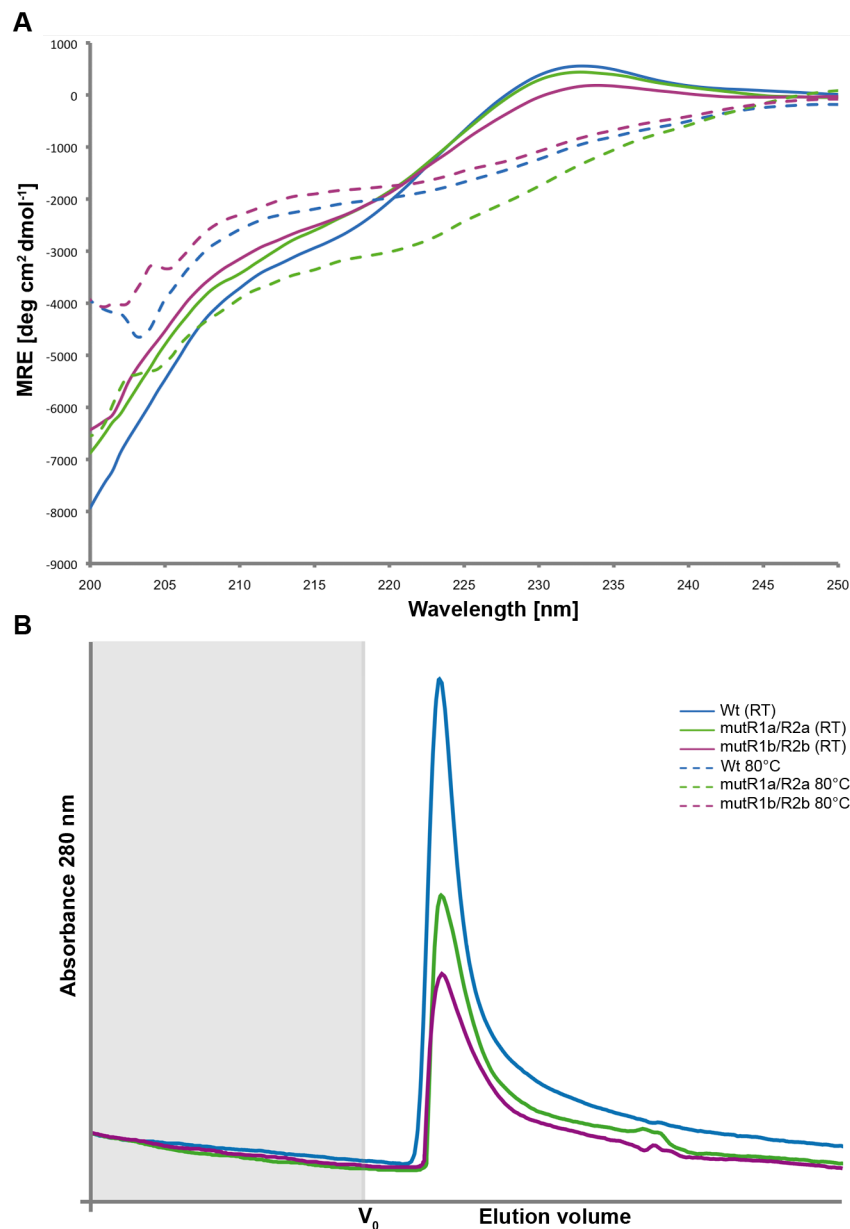 A
MRE [deg cm² dmol⁻¹]
1000
0
-1000
-2000
-3000
-4000
-5000
-6000
-7000
-8000
-9000
200 205 210 215 220 225 230 235 240 245 250
Wavelength [nm]
B
Absorbance 280 nm
Wt (RT)
mutR1a/R2a (RT)
mutR1b/R2b (RT)
Wt 80°C
mutR1a/R2a 80°C
mutR1b/R2b 80°C
V₀ Elution volume